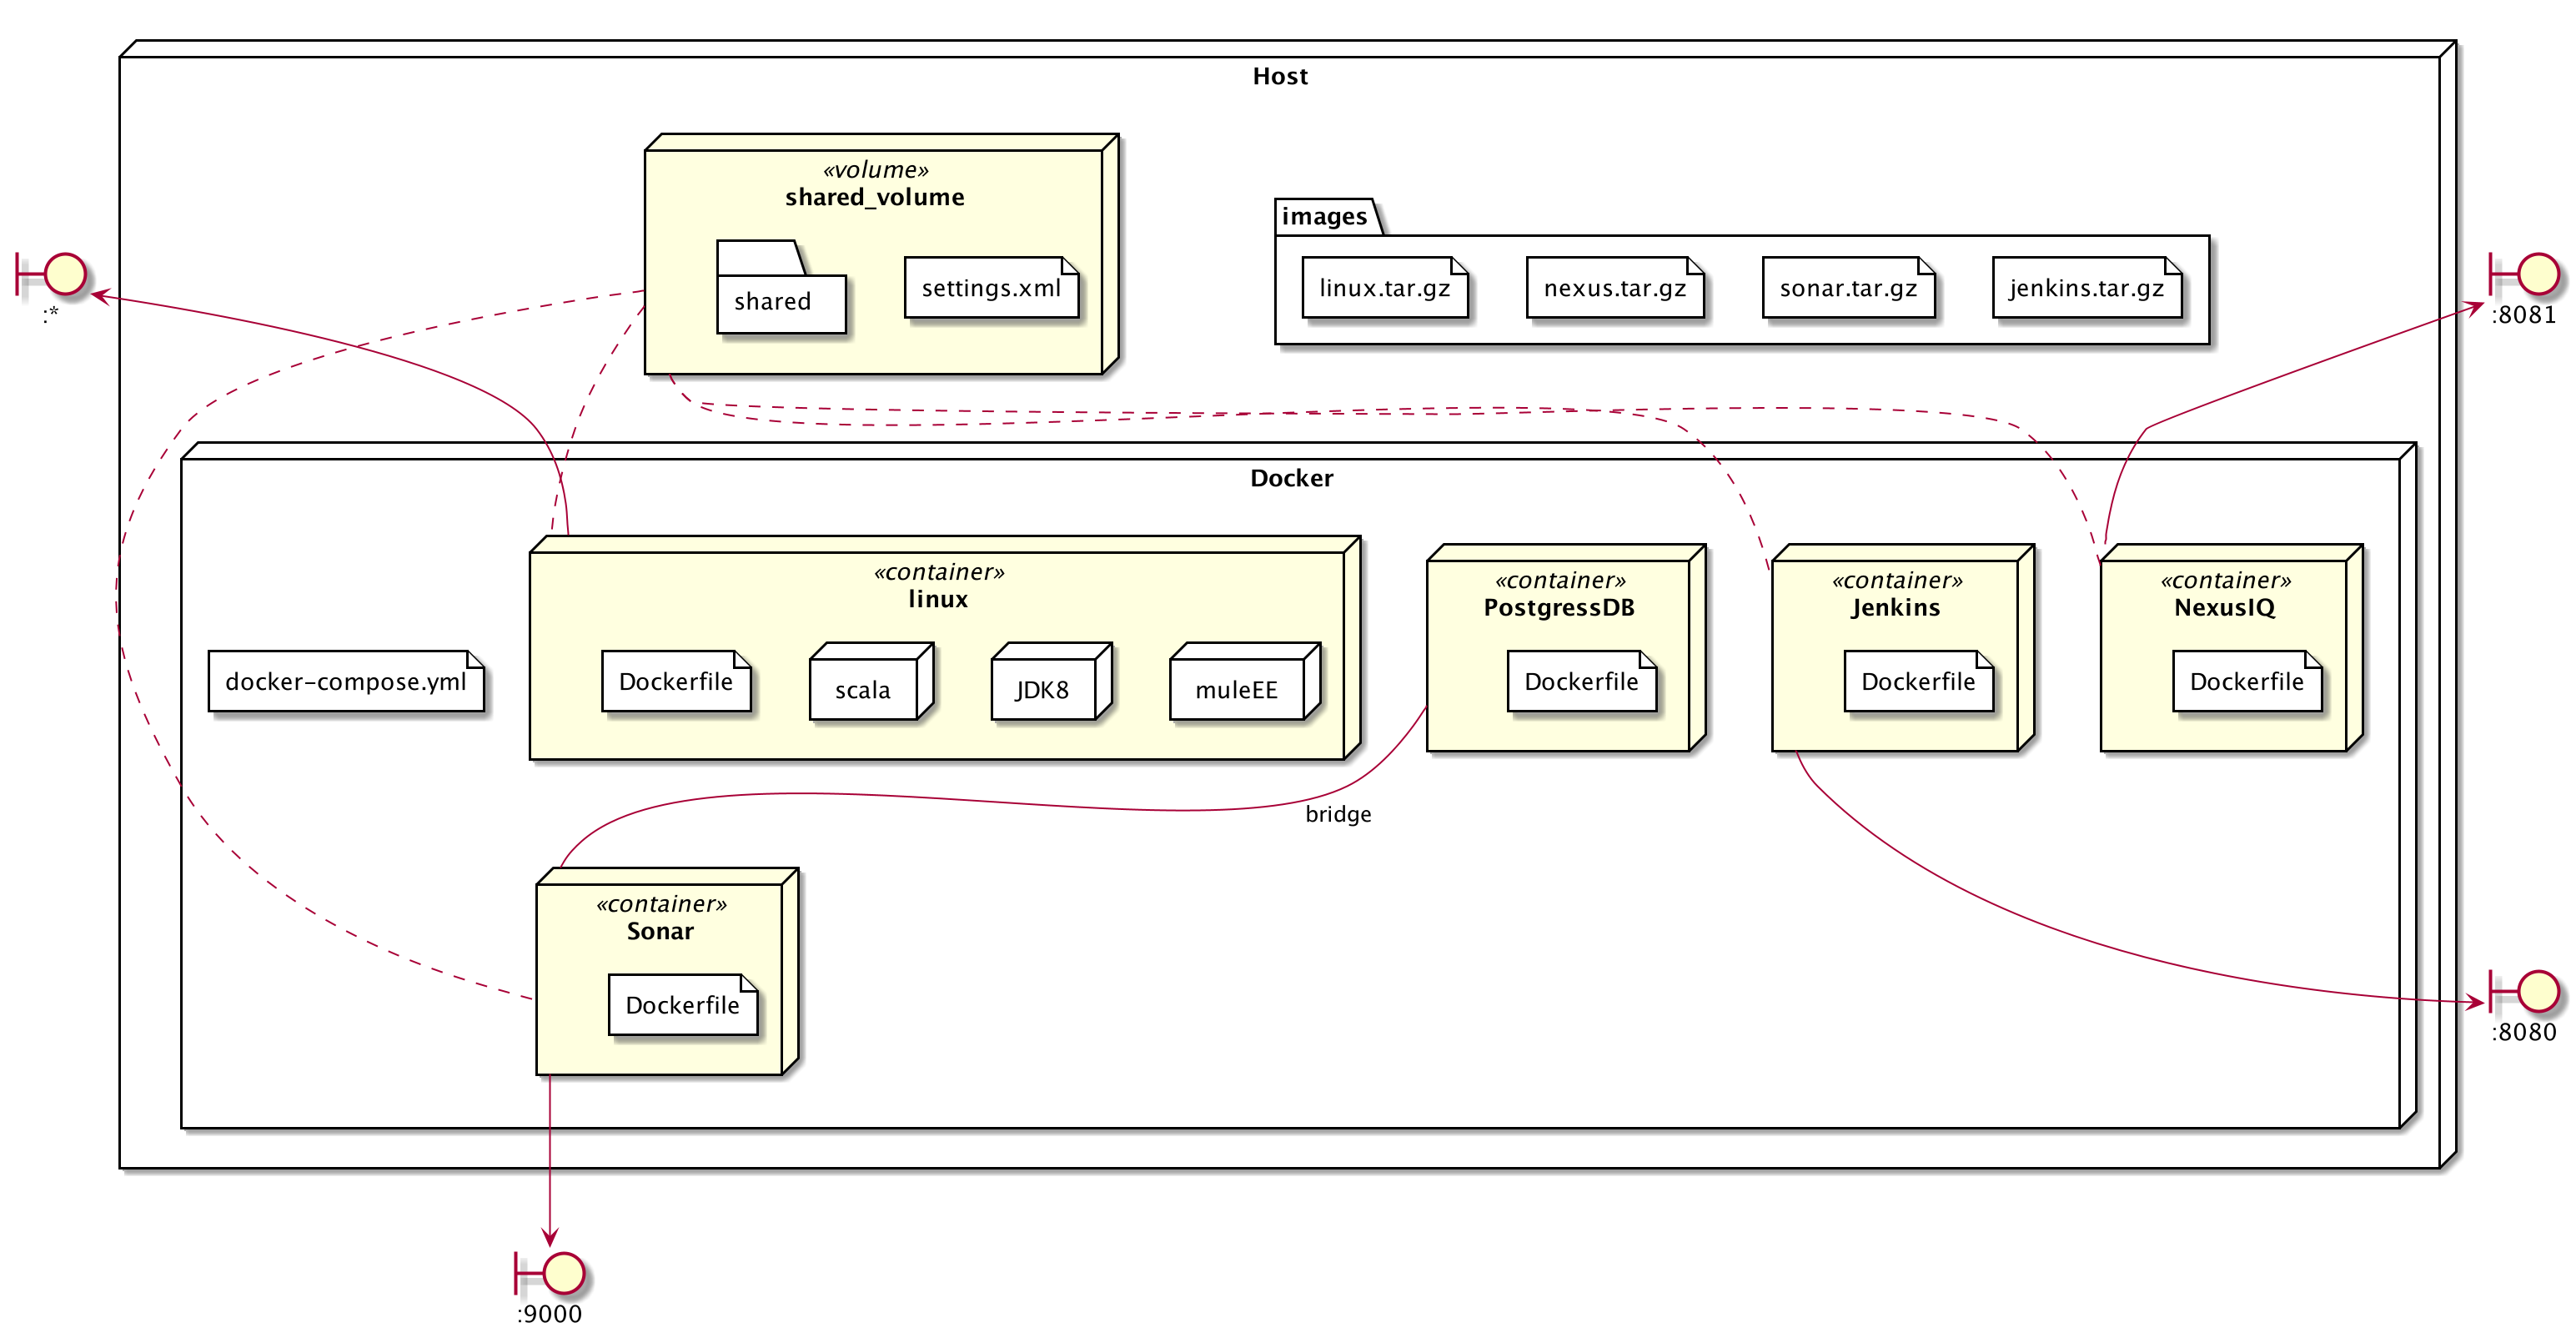 Host
«volume»
shared_volume
shared
settings.xml
images
linux.tar.gz
nexus.tar.gz
sonar.tar.gz
jenkins.tar.gz
:*
:8081
Docker
docker-compose.yml
«container»
linux
Dockerfile
scala
JDK8
muleEE
«container»
PostgressDB
Dockerfile
«container»
Jenkins
Dockerfile
«container»
NexusIQ
Dockerfile
bridge
«container»
Sonar
Dockerfile
:8080
:9000